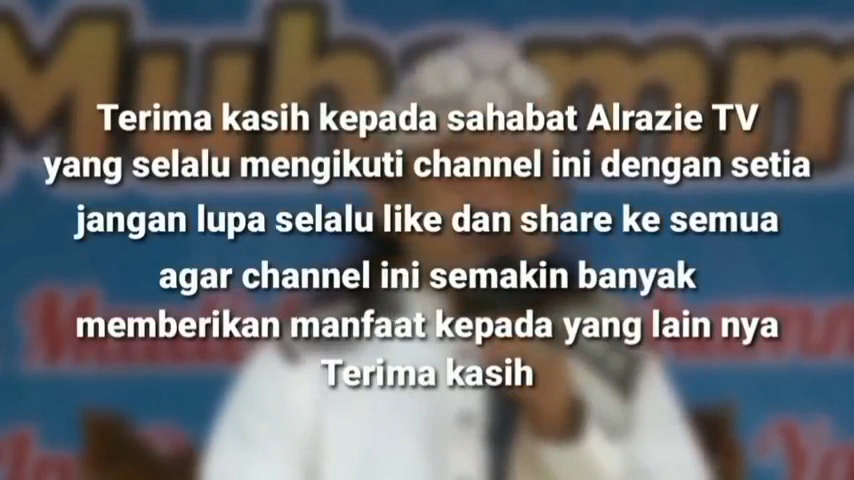 Terima kasih kepada sahabat Alrazie TV
yang selalu mengikuti channel ini dengan setia
jangan lupa selalu like dan share ke semua
agar channel ini semakin banyak
memberikan manfaat kepada yang lain nya
Terima kasih